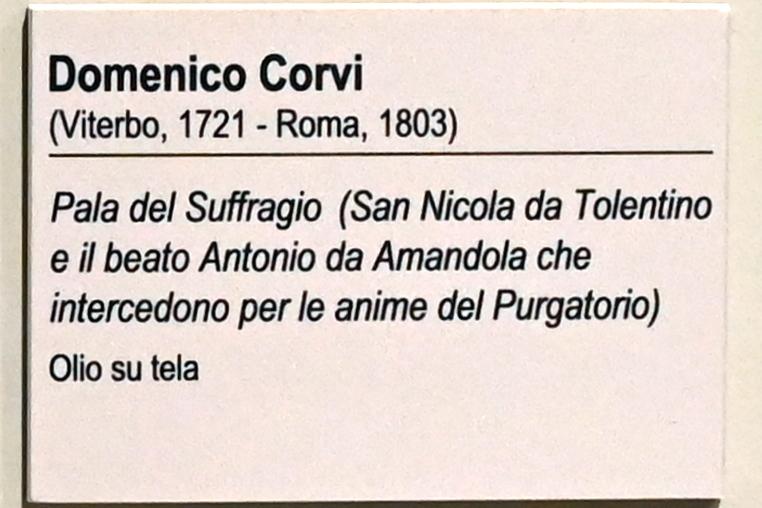 Domenico Corvi
(Viterbo, 1721 - Roma, 1803)
Pala del Suffragio (San Nicola da Tolentino
e il beato Antonio da Amandola che
intercedono per le anime del Purgatorio)
Olio su tela